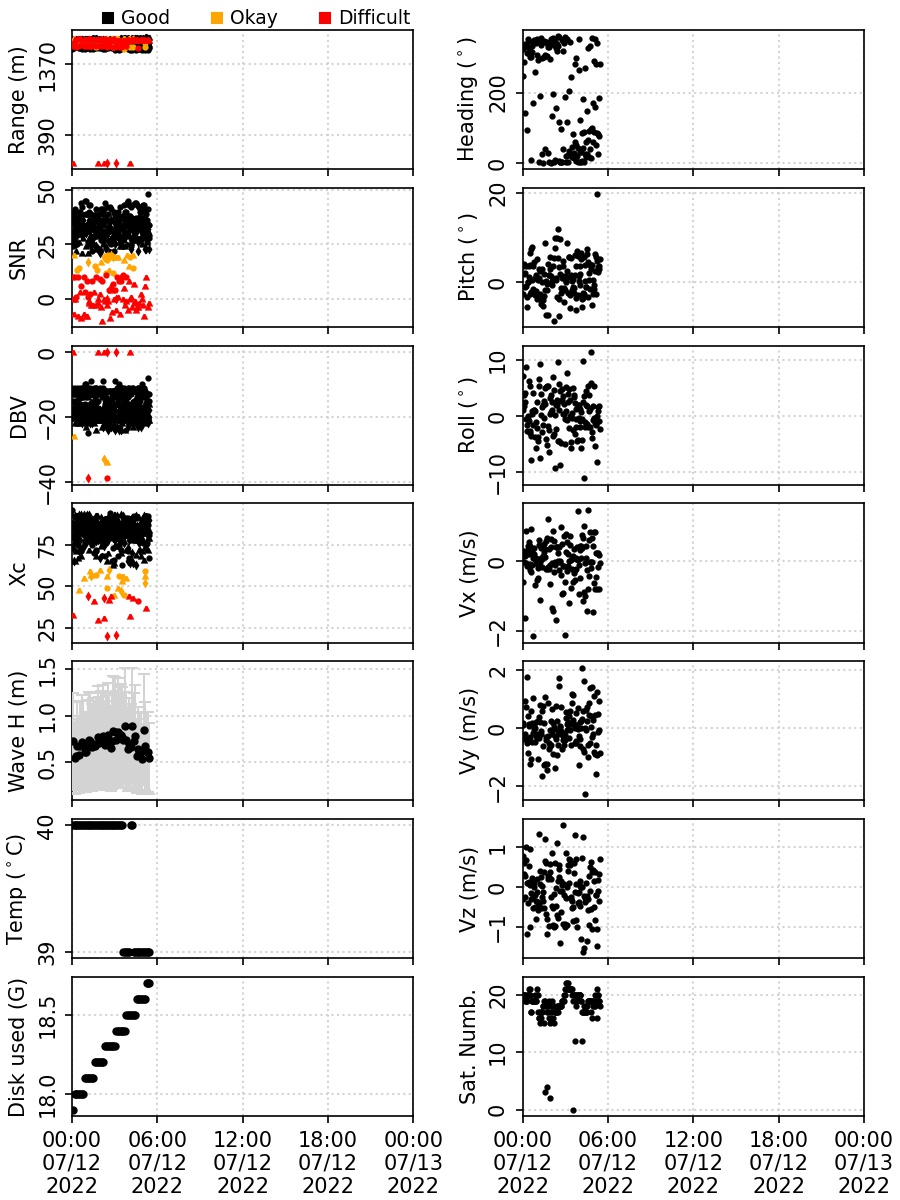 Good Okay Difficult
Range (m)
1370
390
Heading (°)
200
0
SNR
50
25
0
Pitch (°)
20
0
DBV
0
−20
−40
Roll (°)
10
0
−10
Xc
75
50
25
Vx (m/s)
0
−2
Wave H (m)
1.5
1.0
0.5
Vy (m/s)
2
0
−2
Temp (°C)
40
39
Vz (m/s)
1
0
−1
Disk used (G)
18.5
18.0
Sat. Numb.
20
10
0
00:00 06:00 12:00 18:00 00:00
07/12 07/12 07/12 07/12 07/13
2022 2022 2022 2022 2022
00:00 06:00 12:00 18:00 00:00
07/12 07/12 07/12 07/12 07/13
2022 2022 2022 2022 2022